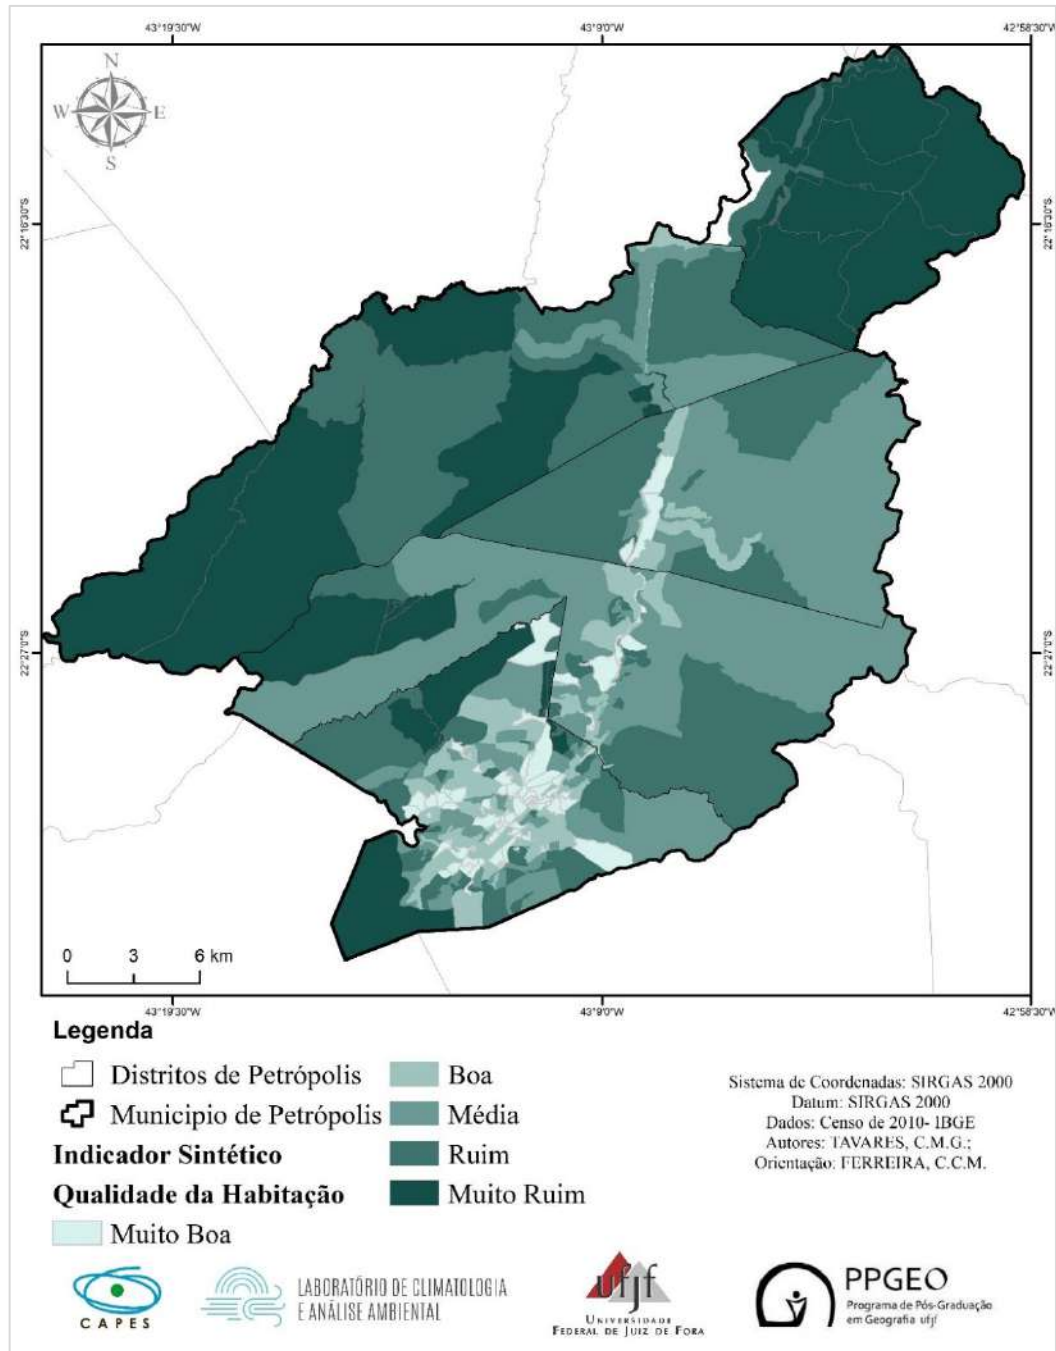 43°19'30"W 43°9'0"W 42°58'30"W
N
W E
S
22°16'30"S 22°16'30"S
22°27'0"S 22°27'0"S
0 3 6 km
43°19'30"W 43°9'0"W 42°58'30"W
Legenda
Distritos de Petrópolis
Municipio de Petrópolis
Indicador Sintético
Qualidade da Habitação
Muito Boa
Boa
Média
Ruim
Muito Ruim
Sistema de Coordenadas: SIRGAS 2000
Datum: SIRGAS 2000
Dados: Censo de 2010- IBGE
Autores: TAVARES, C.M.G.;
Orientação: FERREIRA, C.C.M.
CAPES
LABORATÓRIO DE CLIMATOLOGIA
E ANÁLISE AMBIENTAL
ufjf
UNIVERSIDADE
FEDERAL DE JUIZ DE FORA
PPGEO
Programa de Pós-Graduação
em Geografia ufjf